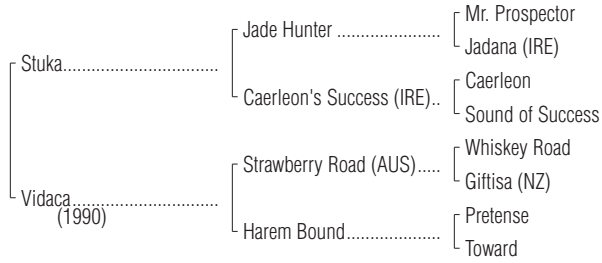 Mr. Prospector
Jade Hunter ......................
Jadana (IRE)
Stuka.................................
Caerleon
Caerleon's Success (IRE)..
Sound of Success
Whiskey Road
Strawberry Road (AUS).....
Giftisa (NZ)
Vidaca...............................
(1990)
Pretense
Harem Bound....................
Toward